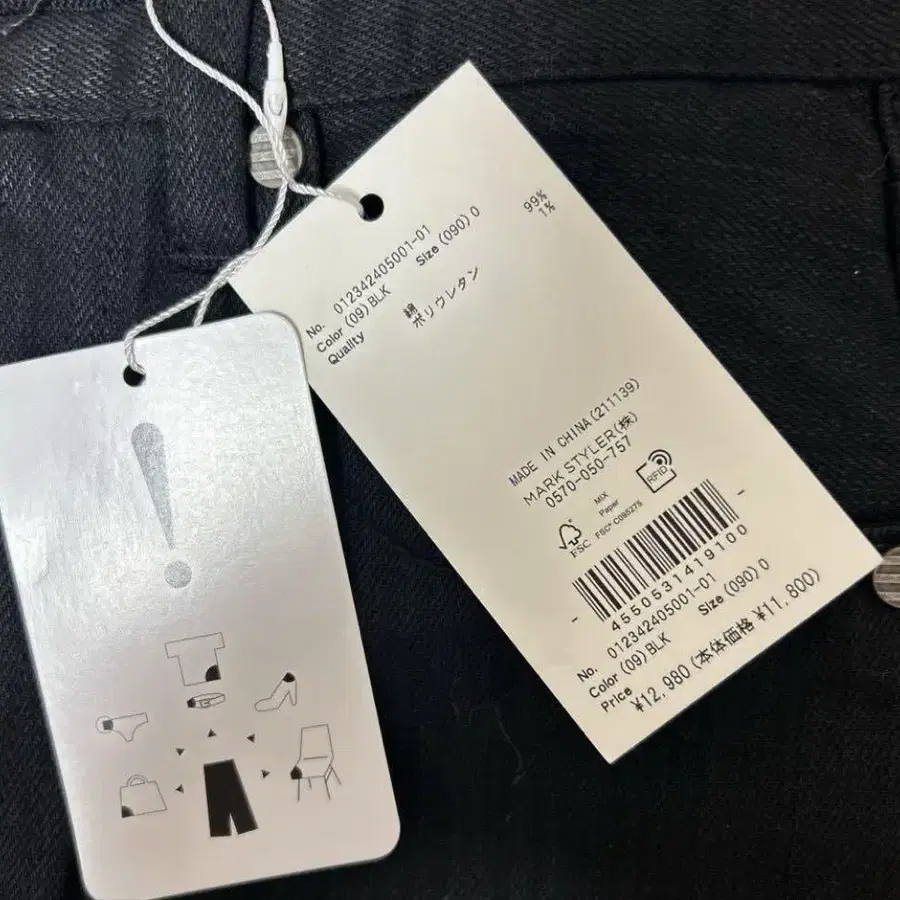 No. 012342405001-01
Color (09) BLK Size (090) 0
Quality 綿 99%
ポリウレタン 1%
MADE IN CHINA (211139)
MARK STYLER(株)
0570-050-757
FSC
MIX
Paper
FSC® C095275
RFID
4550531419100
No. 012342405001-01
Color (09) BLK Size (090) 0
Price ¥12,980 (本体価格 ¥11,800)
!